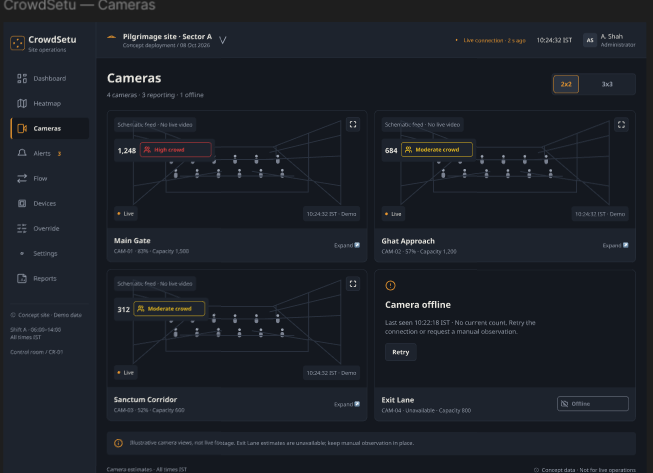 CrowdSetu — Cameras
CrowdSetu
Site operations
Pilgrimage site · Sector A
Concept deployment / 08 Oct 2026
Live connection · 2 s ago
10:24:32 IST
AS
A. Shah
Administrator
Dashboard
Heatmap
Cameras
Alerts 3
Flow
Devices
Override
Settings
Reports
Concept site · Demo data
Shift A · 06:00–14:00
All times IST
Control room / CR-01
Cameras
4 cameras · 3 reporting · 1 offline
2x2
3x3
Schematic feed · No live video
1,248
High crowd
Live
10:24:32 IST · Demo
Main Gate
Expand
Schematic feed · No live video
684
Moderate crowd
Live
10:24:32 IST · Demo
Ghat Approach
CAM-02 · 57% · Capacity 1,200
Expand
Schematic feed · No live video
312
Moderate crowd
Live
10:24:32 IST · Demo
Sanctum Corridor
CAM-03 · 52% · Capacity 600
Expand
Camera offline
Last seen 10:22:18 IST · No current count. Retry the
connection or request a manual observation.
Retry
Exit Lane
CAM-04 · Unavailable · Capacity 800
Offline
Illustrative camera views, not live footage. Exit Lane estimates are unavailable; keep manual observation in place.
Camera estimates · All times IST
Concept data · Not for live operations